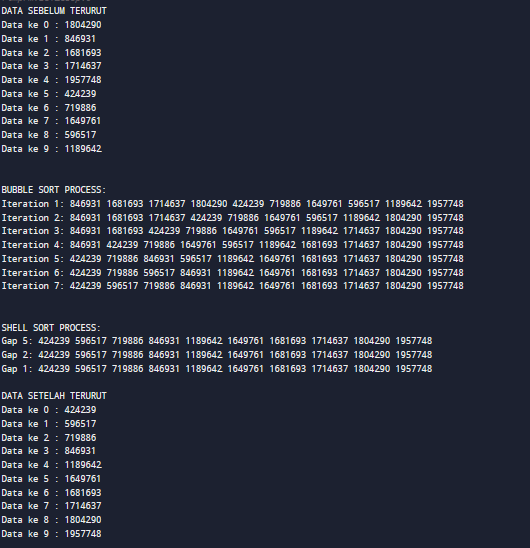 DATA SEBELUM TERURUT
Data ke 0 : 1804290
Data ke 1 : 846931
Data ke 2 : 1681693
Data ke 3 : 1714637
Data ke 4 : 1957748
Data ke 5 : 424239
Data ke 6 : 719886
Data ke 7 : 1649761
Data ke 8 : 596517
Data ke 9 : 1189642
BUBBLE SORT PROCESS:
Iteration 1: 846931 1681693 1714637 1804290 424239 719886 1649761 596517 1189642 1957748
Iteration 2: 846931 1681693 1714637 424239 719886 1649761 596517 1189642 1804290 1957748
Iteration 3: 846931 1681693 424239 719886 1649761 596517 1189642 1714637 1804290 1957748
Iteration 4: 846931 424239 719886 1649761 596517 1189642 1681693 1714637 1804290 1957748
Iteration 5: 424239 719886 846931 596517 1189642 1649761 1681693 1714637 1804290 1957748
Iteration 6: 424239 719886 596517 846931 1189642 1649761 1681693 1714637 1804290 1957748
Iteration 7: 424239 596517 719886 846931 1189642 1649761 1681693 1714637 1804290 1957748
SHELL SORT PROCESS:
Gap 5: 424239 596517 719886 846931 1189642 1649761 1681693 1714637 1804290 1957748
Gap 2: 424239 596517 719886 846931 1189642 1649761 1681693 1714637 1804290 1957748
Gap 1: 424239 596517 719886 846931 1189642 1649761 1681693 1714637 1804290 1957748
DATA SETELAH TERURUT
Data ke 0 : 424239
Data ke 1 : 596517
Data ke 2 : 719886
Data ke 3 : 846931
Data ke 4 : 1189642
Data ke 5 : 1649761
Data ke 6 : 1681693
Data ke 7 : 1714637
Data ke 8 : 1804290
Data ke 9 : 1957748